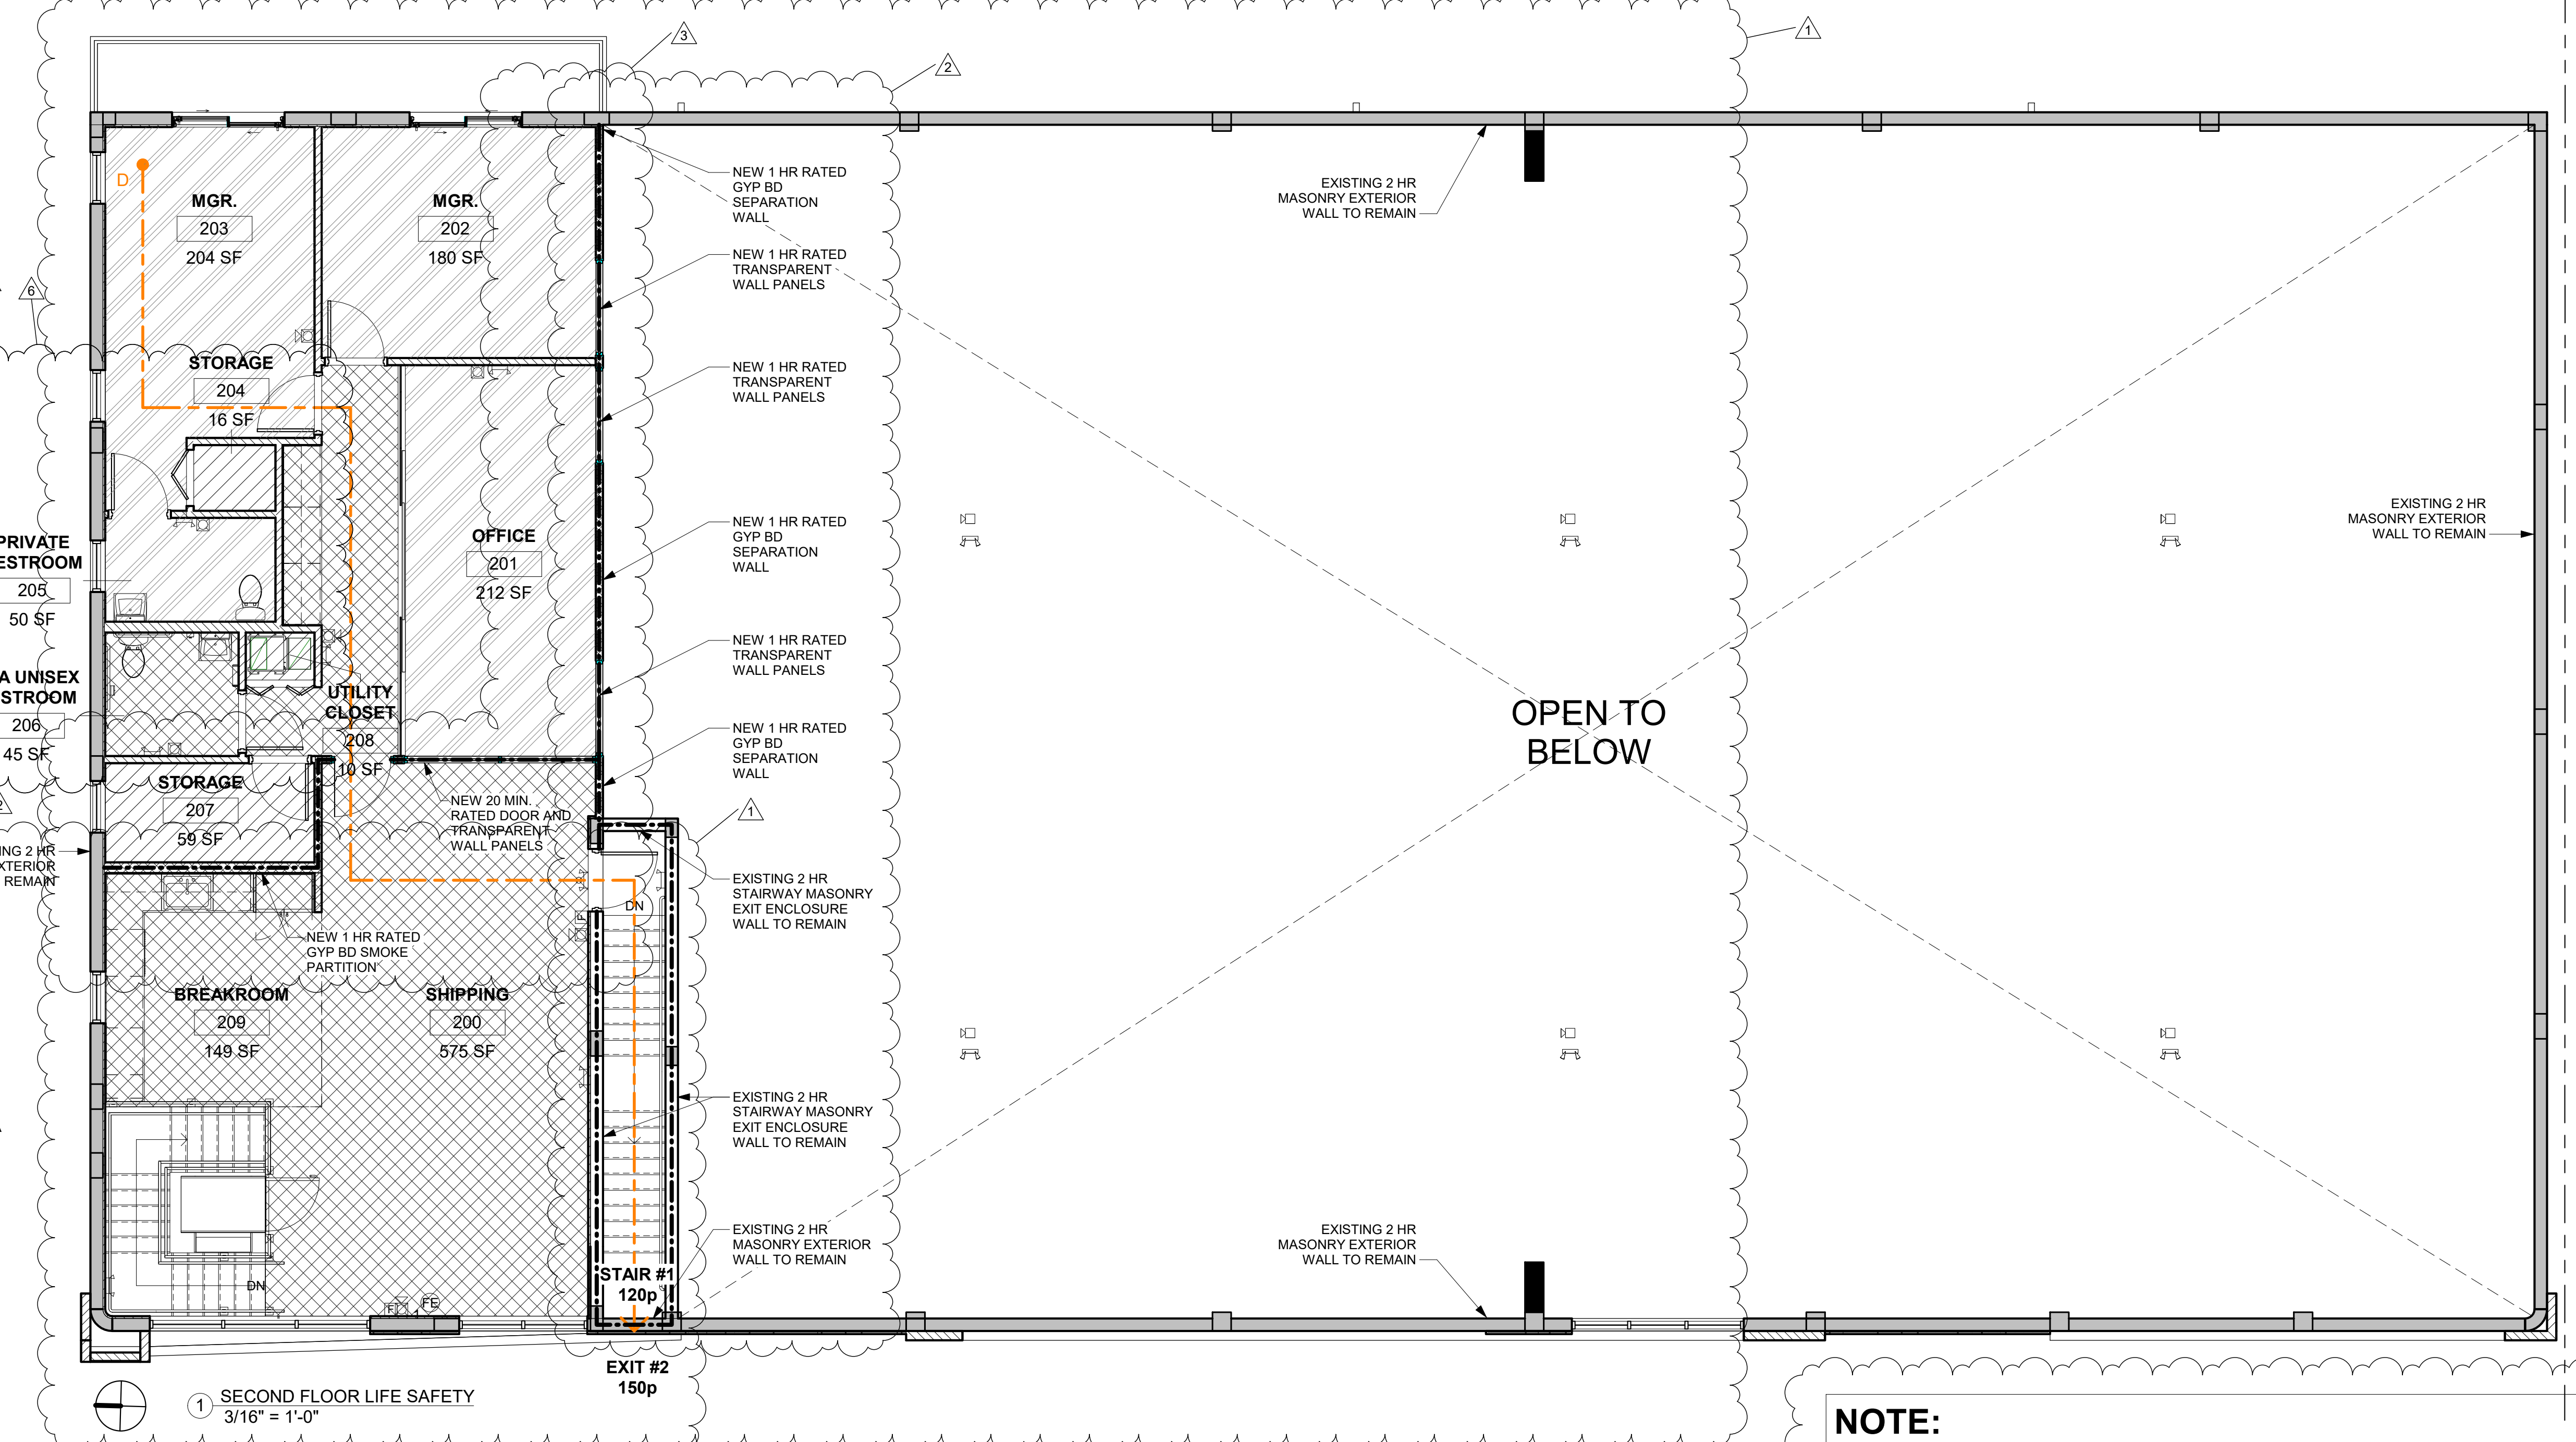 3
1
2
NEW 1 HR RATED
GYP BD
SEPARATION
WALL
EXISTING 2 HR
MASONRY EXTERIOR
WALL TO REMAIN
D
MGR.
203
204 SF
MGR.
202
180 SF
NEW 1 HR RATED
TRANSPARENT
WALL PANELS
6
STORAGE
204
16 SF
NEW 1 HR RATED
TRANSPARENT
WALL PANELS
EXISTING 2 HR
MASONRY EXTERIOR
WALL TO REMAIN
NEW 1 HR RATED
GYP BD
SEPARATION
WALL
PRIVATE
ESTROOM
205
50 SF
OFFICE
201
212 SF
NEW 1 HR RATED
TRANSPARENT
WALL PANELS
A UNISEX
STROOM
206
45 SF
UTILITY
CLOSET
208
10 SF
OPEN TO
BELOW
NEW 1 HR RATED
GYP BD
SEPARATION
WALL
STORAGE
207
59 SF
2
NEW 20 MIN.
RATED DOOR AND
TRANSPARENT
WALL PANELS
1
ING 2 HR
XTERIOR
REMAIN
EXISTING 2 HR
STAIRWAY MASONRY
EXIT ENCLOSURE
WALL TO REMAIN
DN
F
NEW 1 HR RATED
GYP BD SMOKE
PARTITION
BREAKROOM
209
149 SF
SHIPPING
200
575 SF
EXISTING 2 HR
STAIRWAY MASONRY
EXIT ENCLOSURE
WALL TO REMAIN
EXISTING 2 HR
MASONRY EXTERIOR
WALL TO REMAIN
EXISTING 2 HR
MASONRY EXTERIOR
WALL TO REMAIN
DN
STAIR #1
120p
F
1
FE
EXIT #2
150p
1
SECOND FLOOR LIFE SAFETY
3/16" = 1'-0"
NOTE: